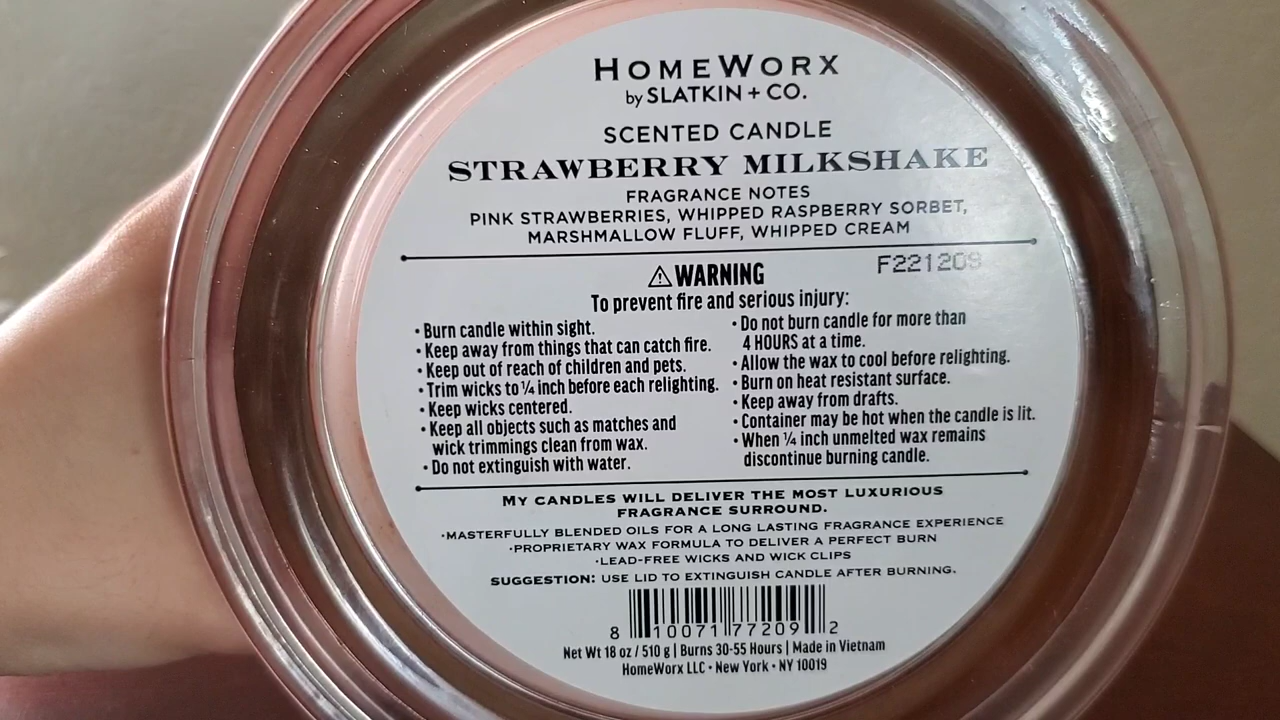 HOMEWORX
by SLATKIN + CO.
SCENTED CANDLE
STRAWBERRY MILKSHAKE
FRAGRANCE NOTES
PINK STRAWBERRIES, WHIPPED RASPBERRY SORBET,
MARSHMALLOW FLUFF, WHIPPED CREAM
F221209
⚠WARNING
To prevent fire and serious injury:
• Burn candle within sight.
• Keep away from things that can catch fire.
• Keep out of reach of children and pets.
• Trim wicks to ¼ inch before each relighting.
• Keep wicks centered.
• Keep all objects such as matches and
wick trimmings clean from wax.
• Do not extinguish with water.
• Do not burn candle for more than
4 HOURS at a time.
• Allow the wax to cool before relighting.
• Burn on heat resistant surface.
• Keep away from drafts.
• Container may be hot when the candle is lit.
• When ¼ inch unmelted wax remains
discontinue burning candle.
MY CANDLES WILL DELIVER THE MOST LUXURIOUS
FRAGRANCE SURROUND.
•MASTERFULLY BLENDED OILS FOR A LONG LASTING FRAGRANCE EXPERIENCE
•PROPRIETARY WAX FORMULA TO DELIVER A PERFECT BURN
•LEAD-FREE WICKS AND WICK CLIPS
SUGGESTION: USE LID TO EXTINGUISH CANDLE AFTER BURNING.
8 10071 77209 2
Net Wt 18 oz / 510 g | Burns 30-55 Hours | Made in Vietnam
HomeWorx LLC • New York • NY 10019